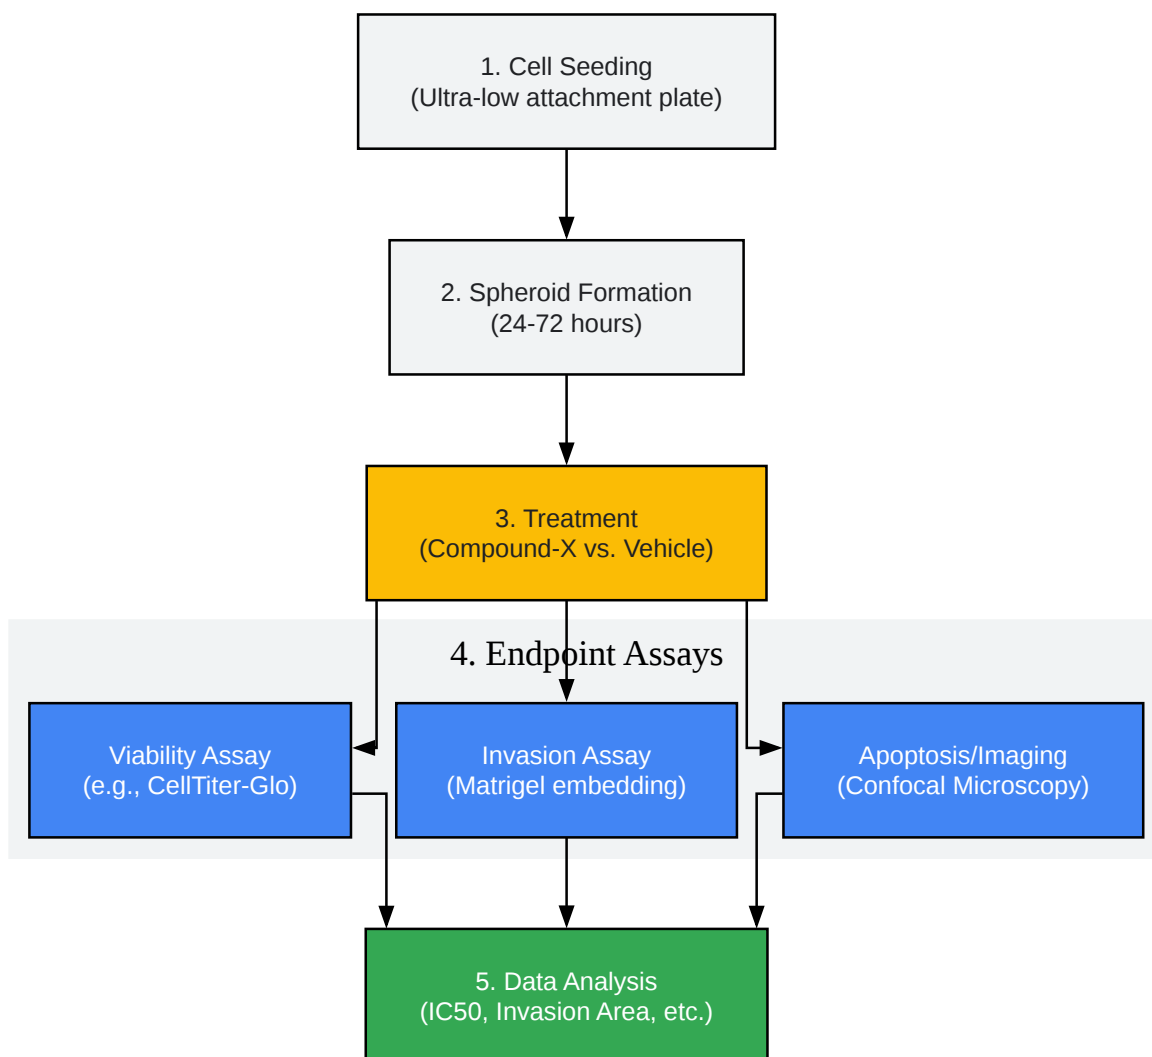 1. Cell Seeding
(Ultra-low attachment plate)
2. Spheroid Formation
(24-72 hours)
3. Treatment
(Compound-X vs. Vehicle)
4. Endpoint Assays
Viability Assay
(e.g., CellTiter-Glo)
Invasion Assay
(Matrigel embedding)
Apoptosis/Imaging
(Confocal Microscopy)
5. Data Analysis
(IC50, Invasion Area, etc.)